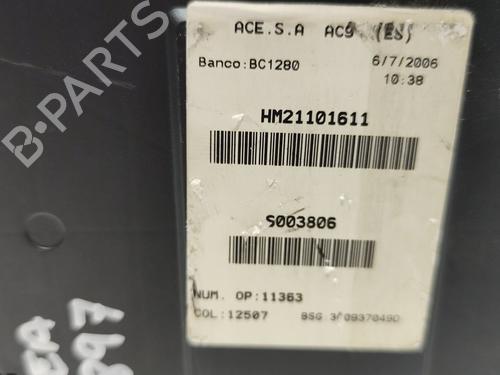 ACE.S.A AC9 (ES)
Banco:BC1280 6/7/2006
10:38
HM21101611
S003806
NUM. OP:11363
COL:12507
B-PARTS